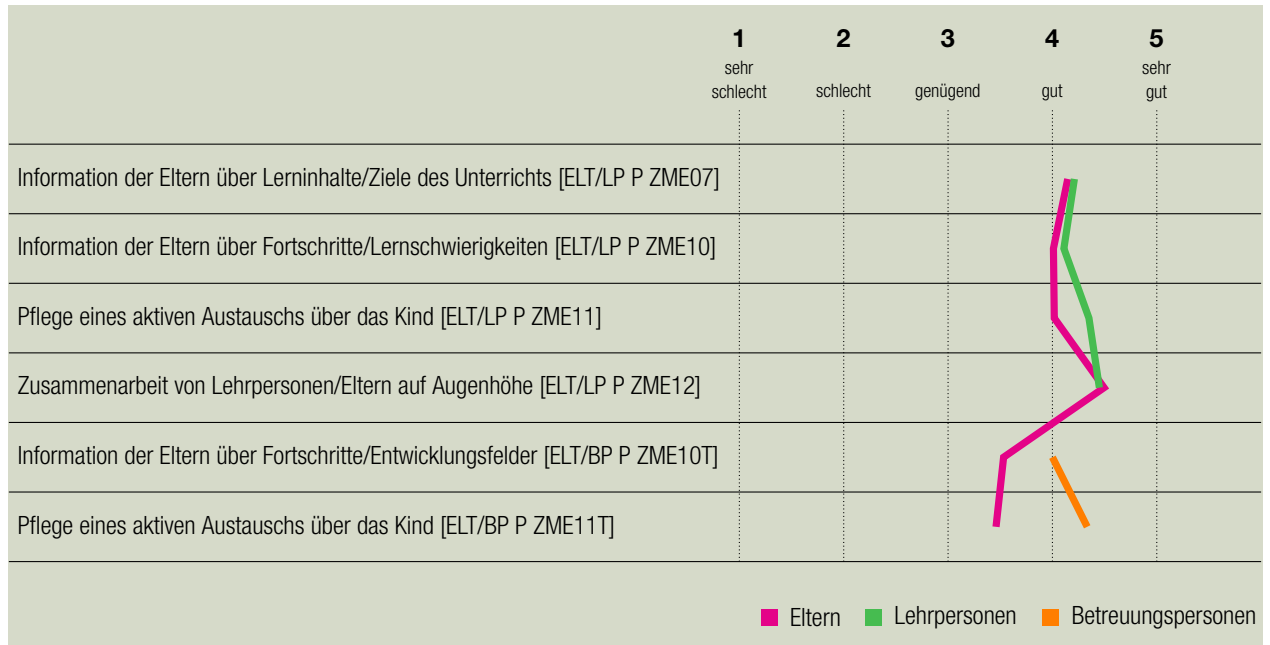 1 2 3 4 5
sehr schlecht schlecht genügend gut sehr gut
Information der Eltern über Lerninhalte/Ziele des Unterrichts [ELT/LP P ZME07]
Information der Eltern über Fortschritte/Lernschwierigkeiten [ELT/LP P ZME10]
Pflege eines aktiven Austauschs über das Kind [ELT/LP P ZME11]
Zusammenarbeit von Lehrpersonen/Eltern auf Augenhöhe [ELT/LP P ZME12]
Information der Eltern über Fortschritte/Entwicklungsfelder [ELT/BP P ZME10T]
Pflege eines aktiven Austauschs über das Kind [ELT/BP P ZME11T]
Eltern Lehrpersonen Betreuungspersonen